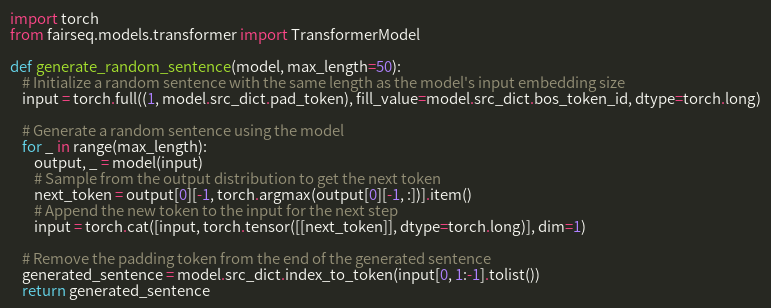 import torch
from fairseq.models.transformer import TransformerModel

def generate_random_sentence(model, max_length=50):
    # Initialize a random sentence with the same length as the model's input embedding size
    input = torch.full((1, model.src_dict.pad_token), fill_value=model.src_dict.bos_token_id, dtype=torch.long)

    # Generate a random sentence using the model
    for _ in range(max_length):
        output, _ = model(input)
        # Sample from the output distribution to get the next token
        next_token = output[0][-1, torch.argmax(output[0][-1, :])].item()
        # Append the new token to the input for the next step
        input = torch.cat([input, torch.tensor([[next_token]], dtype=torch.long)], dim=1)

    # Remove the padding token from the end of the generated sentence
    generated_sentence = model.src_dict.index_to_token(input[0, 1:-1].tolist())
    return generated_sentence